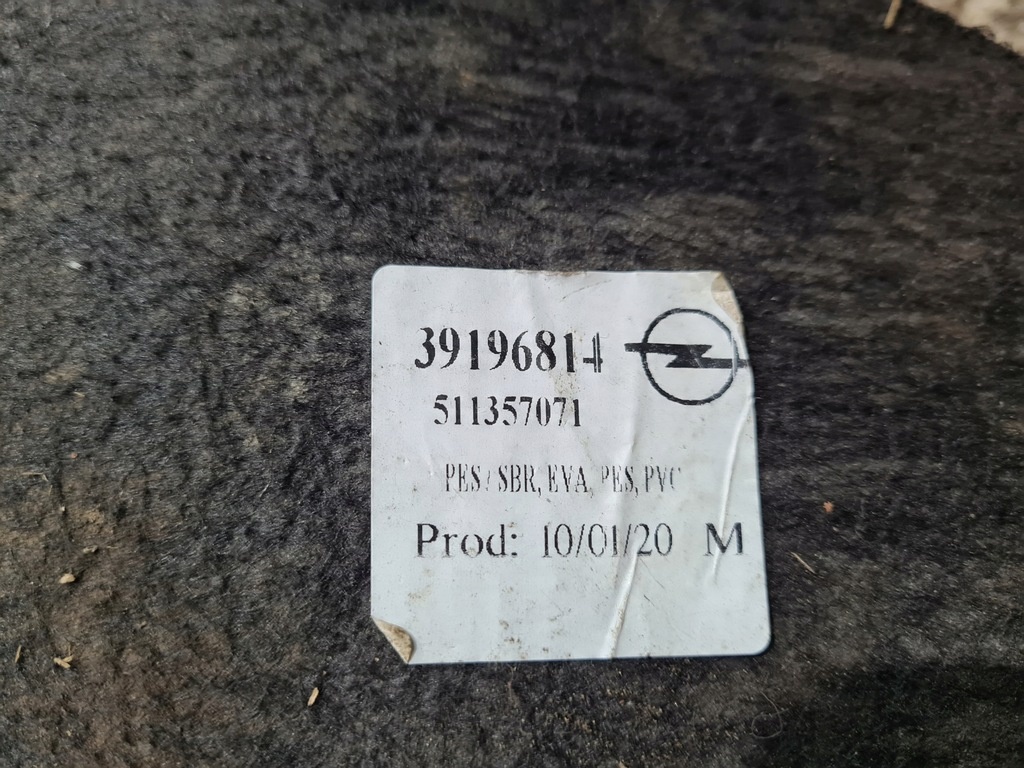 39196814
511357071
PES / SBR, EVA, PES, PVC
Prod: 10/01/20 M